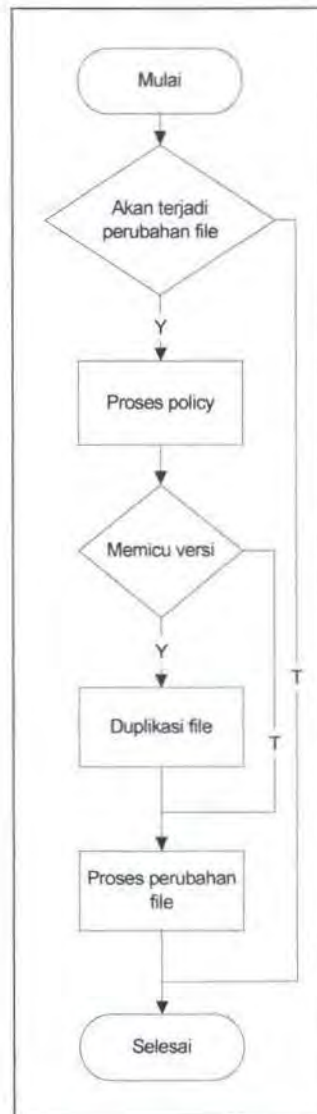 Mulai
Akan terjadi
perubahan file
Y
Proses policy
Memicu versi
Y
T
Duplikasi file
T
Proses perubahan
file
Selesai